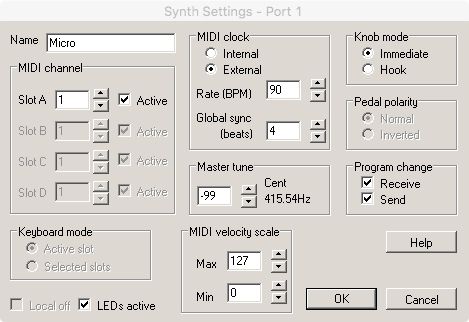 Synth Settings - Port 1
Name Micro
MIDI channel
Slot A 1 Active
Slot B 1 Active
Slot C 1 Active
Slot D 1 Active
Keyboard mode
Active slot
Selected slots
Local off LEDs active
MIDI clock
Internal
External
Rate (BPM) 90
Global sync
(beats) 4
Master tune
-99 Cent
415.54Hz
MIDI velocity scale
Max 127
Min 0
Knob mode
Immediate
Hook
Pedal polarity
Normal
Inverted
Program change
Receive
Send
Help
OK Cancel